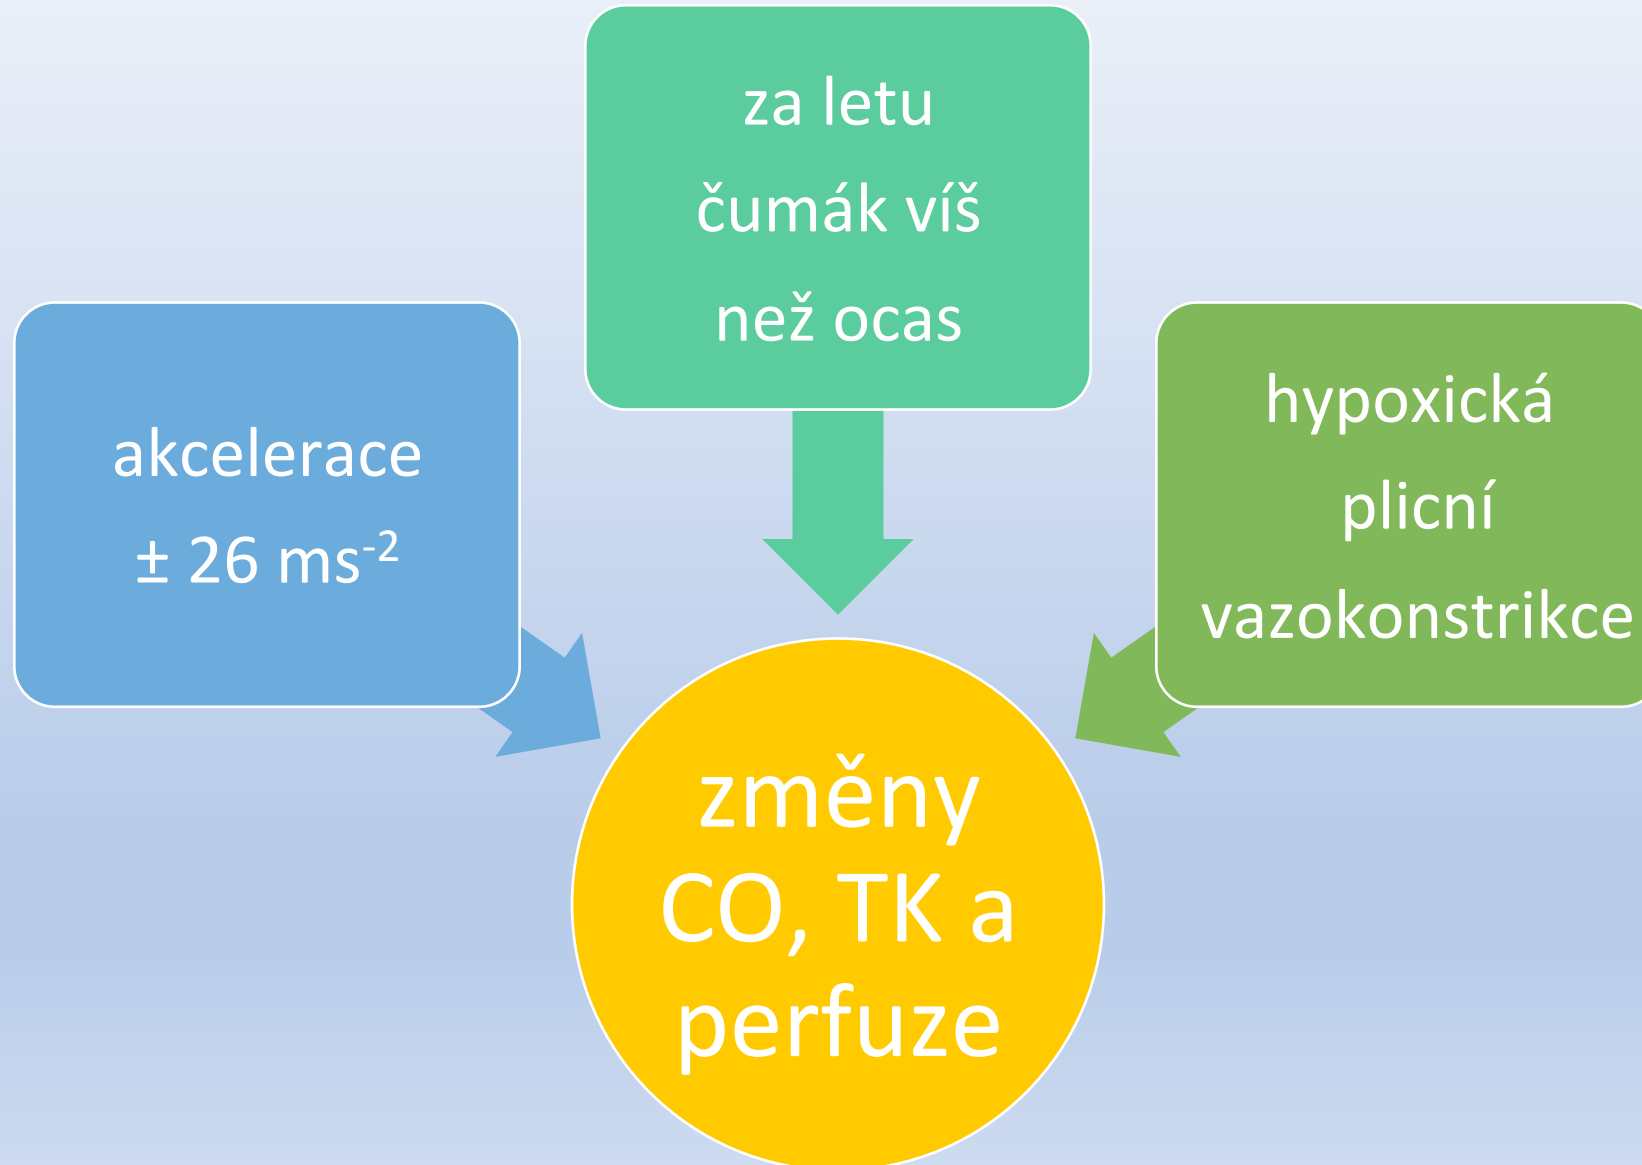 za letu
čumák víš
než ocas
akcelerace
± 26 ms⁻²
hypoxická
plicní
vazokonstrikce
změny
CO, TK a
perfuze